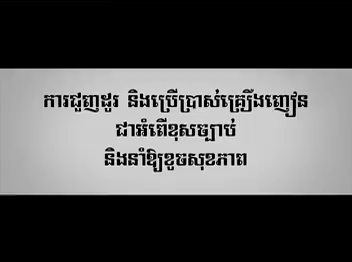 ការជួញដូរ និងប្រើប្រាស់គ្រឿងញៀន
ជាអំពើខុសច្បាប់
និងនាំឱ្យខូចសុខភាព